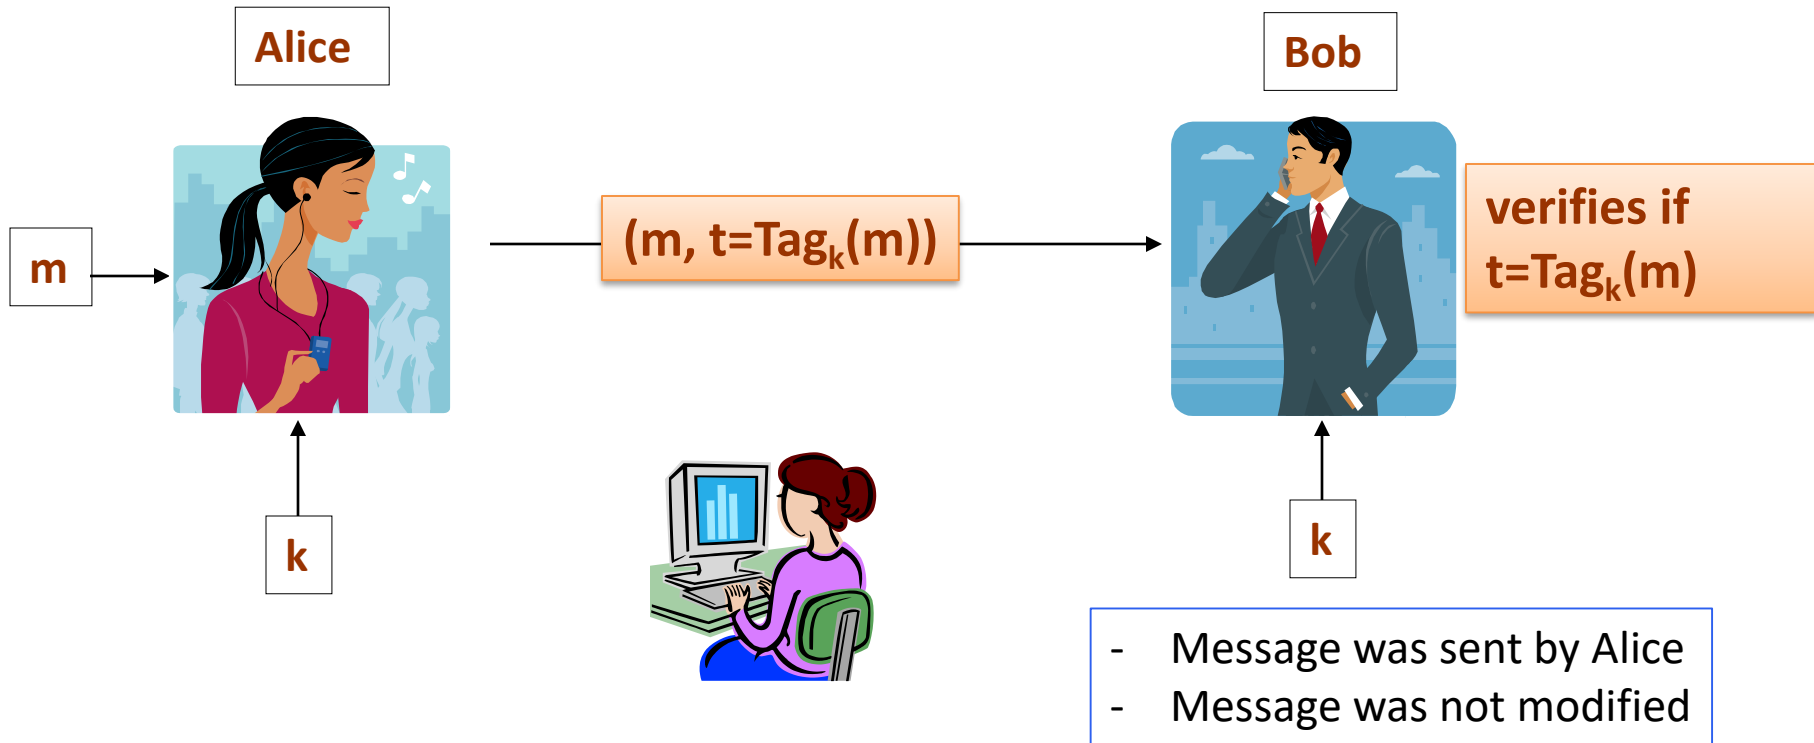 Alice
Bob
m
(m, t=Tagk(m))
verifies if
t=Tagk(m)
k
k
- Message was sent by Alice
- Message was not modified